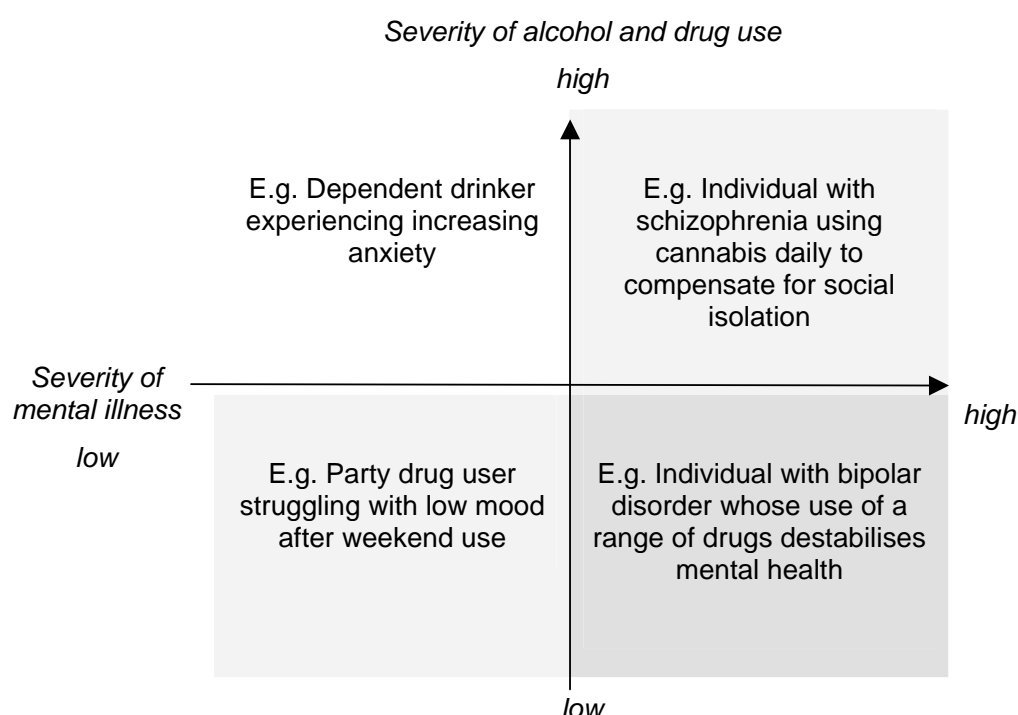 Severity of alcohol and drug use
high
E.g. Dependent drinker
experiencing increasing
anxiety
E.g. Individual with
schizophrenia using
cannabis daily to
compensate for social
isolation
Severity of
mental illness
low
high
E.g. Party drug user
struggling with low mood
after weekend use
E.g. Individual with bipolar
disorder whose use of a
range of drugs destabilises
mental health
low